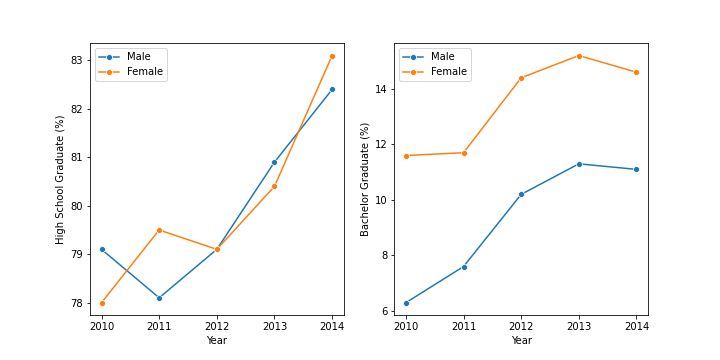 High School Graduate (%)
83
82
81
80
79
78
Male
Female
2010 2011 2012 2013 2014
Year
Bachelor Graduate (%)
14
12
10
8
6
Male
Female
2010 2011 2012 2013 2014
Year